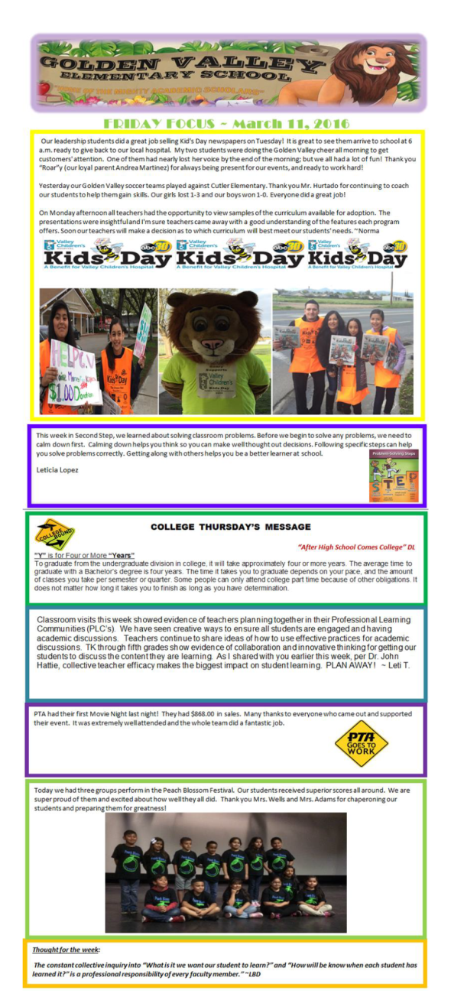 GOLDEN VALLEY
ELEMENTARY SCHOOL
"HOME OF THE MIGHTY ACADEMIC SCHOLARS"
FRIDAY FOCUS ~ March 11, 2016
Our leadership students did a great job selling Kid's Day newspapers on Tuesday! It is great to see them arrive to school at 6
a.m. ready to give back to our local hospital. My two students were doing the Golden Valley cheer all morning to get
customers' attention. One of them had nearly lost her voice by the end of the morning; but we all had a lot of fun! Thank you
"Roar"y (our loyal parent Andrea Martinez) for always being present for our events, and ready to work hard!
Yesterday our Golden Valley soccer teams played against Cutler Elementary. Thank you Mr. Hurtado for continuing to coach
our students to help them gain skills. Our girls lost 1-3 and our boys won 1-0. Everyone did a great job!
On Monday afternoon all teachers had the opportunity to view samples of the curriculum available for adoption. The
presentations were insightful and I'm sure teachers came away with a good understanding of the features each program
offers. Soon our teachers will make a decision as to which curriculum will best meet our students' needs. ~Norma
Valley Children's abc30 Valley Children's abc30 Valley Children's abc30
Kids Day Kids Day Kids Day
A Benefit for Valley Children's Hospital A Benefit for Valley Children's Hospital A Benefit for Valley Children's Hospital
HELP
$1.00
Kids Day
Valley
Children's
Kids Day
This week in Second Step, we learned about solving classroom problems. Before we begin to solve any problems, we need to
calm down first. Calming down helps you think so you can make well thought out decisions. Following specific steps can help
you solve problems correctly. Getting along with others helps you be a better learner at school.
Problem-Solving Steps
STEP
Leticia Lopez
COLLEGE BOUND
COLLEGE THURSDAY'S MESSAGE
"After High School Comes College" DL
"Y" is for Four or More "Years"
To graduate from the undergraduate division in college, it will take approximately four or more years. The average time to
graduate with a Bachelor's degree is four years. The time it takes you to graduate depends on your pace, and the amount
of classes you take per semester or quarter. Some people can only attend college part time because of other obligations. It
does not matter how long it takes you to finish as long as you have determination.
Classroom visits this week showed evidence of teachers planning together in their Professional Learning
Communities (PLC's). We have seen creative ways to ensure all students are engaged and having
academic discussions. Teachers continue to share ideas of how to use effective practices for academic
discussions. TK through fifth grades show evidence of collaboration and innovative thinking for getting our
students to discuss the content they are learning. As I shared with you earlier this week, per Dr. John
Hattie, collective teacher efficacy makes the biggest impact on student learning. PLAN AWAY! ~ Leti T.
PTA had their first Movie Night last night! They had $868.00 in sales. Many thanks to everyone who came out and supported
their event. It was extremely well attended and the whole team did a fantastic job.
PTA
GOES TO
WORK
Today we had three groups perform in the Peach Blossom Festival. Our students received superior scores all around. We are
super proud of them and excited about how well they all did. Thank you Mrs. Wells and Mrs. Adams for chaperoning our
students and preparing them for greatness!
Thought for the week:
The constant collective inquiry into "What is it we want our student to learn?" and "How will be know when each student has
learned it?" is a professional responsibility of every faculty member." ~LBD